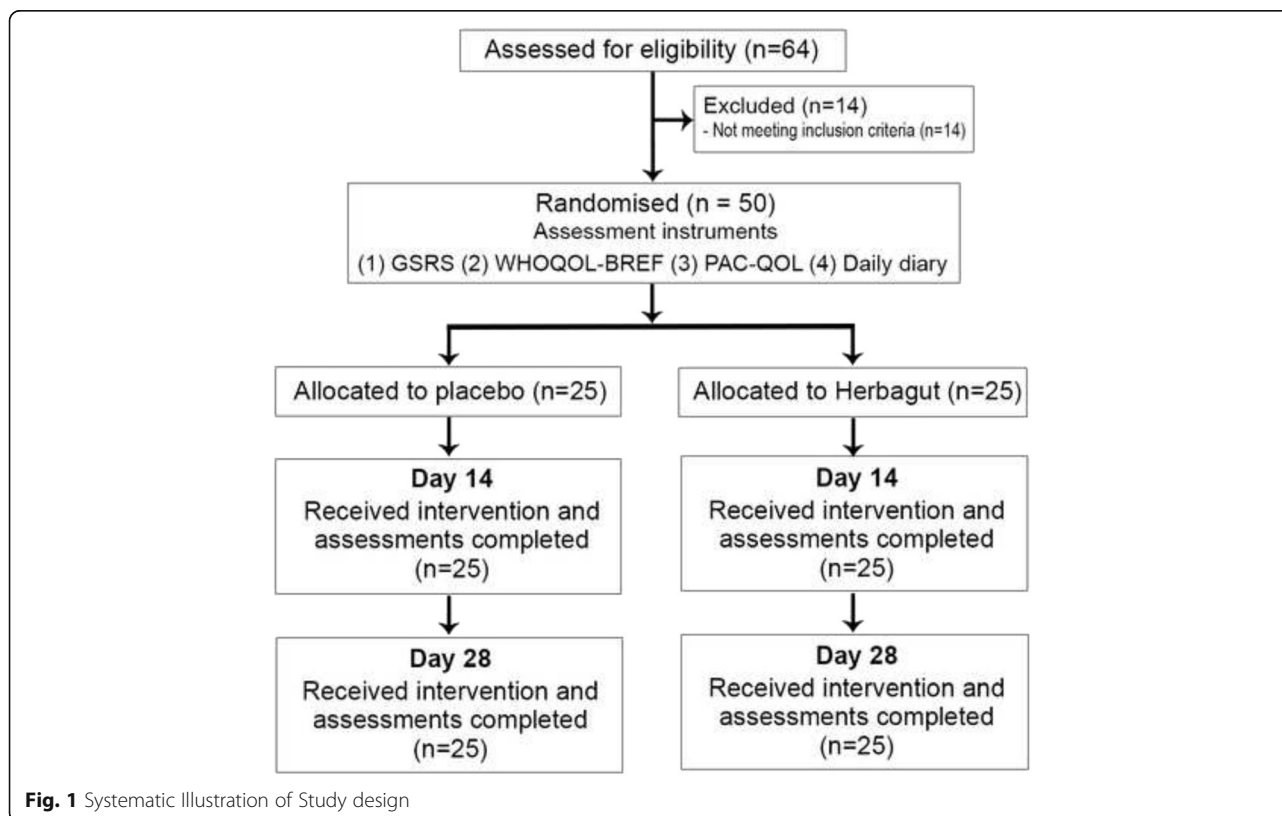 Assessed for eligibility (n=64)
Excluded (n=14)
- Not meeting inclusion criteria (n=14)
Randomised (n = 50)
Assessment instruments
(1) GSRS (2) WHOQOL-BREF (3) PAC-QOL (4) Daily diary
Allocated to placebo (n=25)
Allocated to Herbagut (n=25)
Day 14
Received intervention and
assessments completed
(n=25)
Day 14
Received intervention and
assessments completed
(n=25)
Day 28
Received intervention and
assessments completed
(n=25)
Day 28
Received intervention and
assessments completed
(n=25)
Fig. 1 Systematic Illustration of Study design